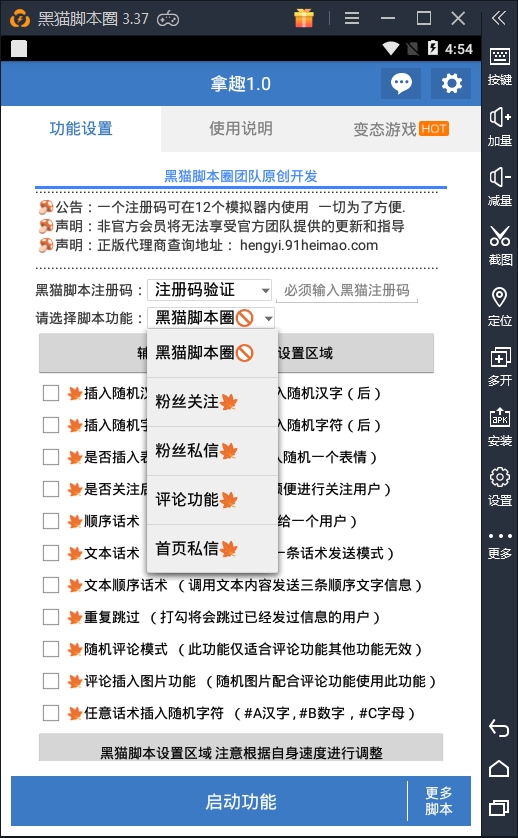 黑猫脚本圈 3.37
4:54
拿趣1.0
功能设置 使用说明 变态游戏 HOT
黑猫脚本圈团队原创开发
公告：一个注册码可在12个模拟器内使用 一切为了方便.
声明：非官方会员将无法享受官方团队提供的更新和指导
声明：正版代理商查询地址： hengyi.91heimao.com
黑猫脚本注册码： 注册码验证 必须输入黑猫注册码
请选择脚本功能： 黑猫脚本圈
黑猫脚本圈
粉丝关注
粉丝私信
评论功能
首页私信
辅 设置区域
插入随机汉 入随机汉字（后）
插入随机字 入随机字符（后）
是否插入表 入随机一个表情）
是否关注后 顺便进行关注用户）
顺序话术 给一个用户）
文本话术 一条话术发送模式）
文本顺序话术 （调用文本内容发送三条顺序文字信息）
重复跳过 （打勾将会跳过已经发过信息的用户）
随机评论模式 （此功能仅适合评论功能其他功能无效）
评论插入图片功能 （随机图片配合评论功能使用此功能）
任意话术插入随机字符（#A汉字,#B数字，#C字母）
黑猫脚本设置区域 注意根据自身速度进行调整
启动功能
更多
脚本
按键
加量
减量
截图
定位
多开
APK
安装
设置
更多